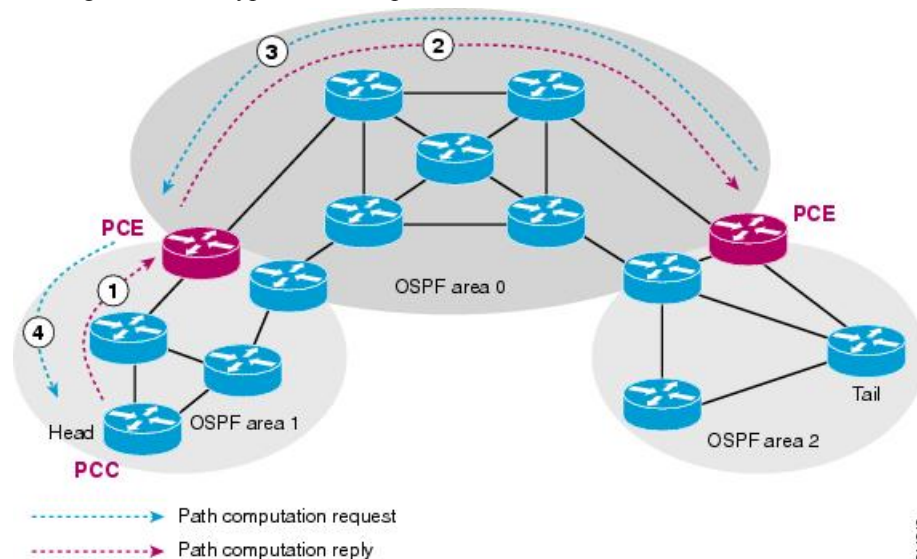 3
2
PCE
PCE
1
OSPF area 0
4
Tail
Head
OSPF area 1
OSPF area 2
PCC
Path computation request
Path computation reply